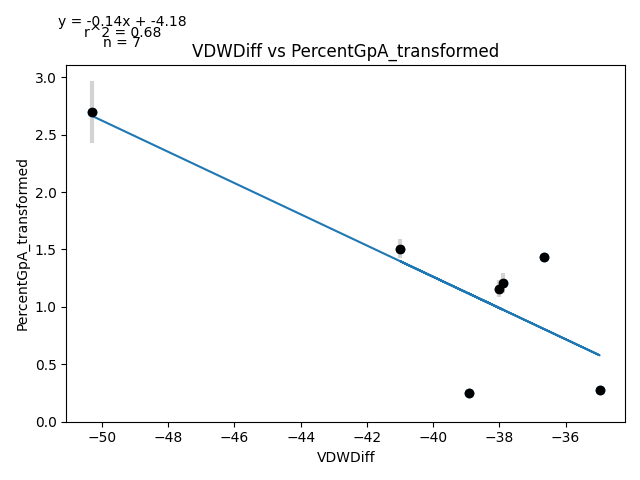 y = -0.14x + -4.18
r^2 = 0.68
n = 7
VDWDiff vs PercentGpA_transformed
3.0
2.5
2.0
1.5
1.0
0.5
0.0
PercentGpA_transformed
−50 −48 −46 −44 −42 −40 −38 −36
VDWDiff